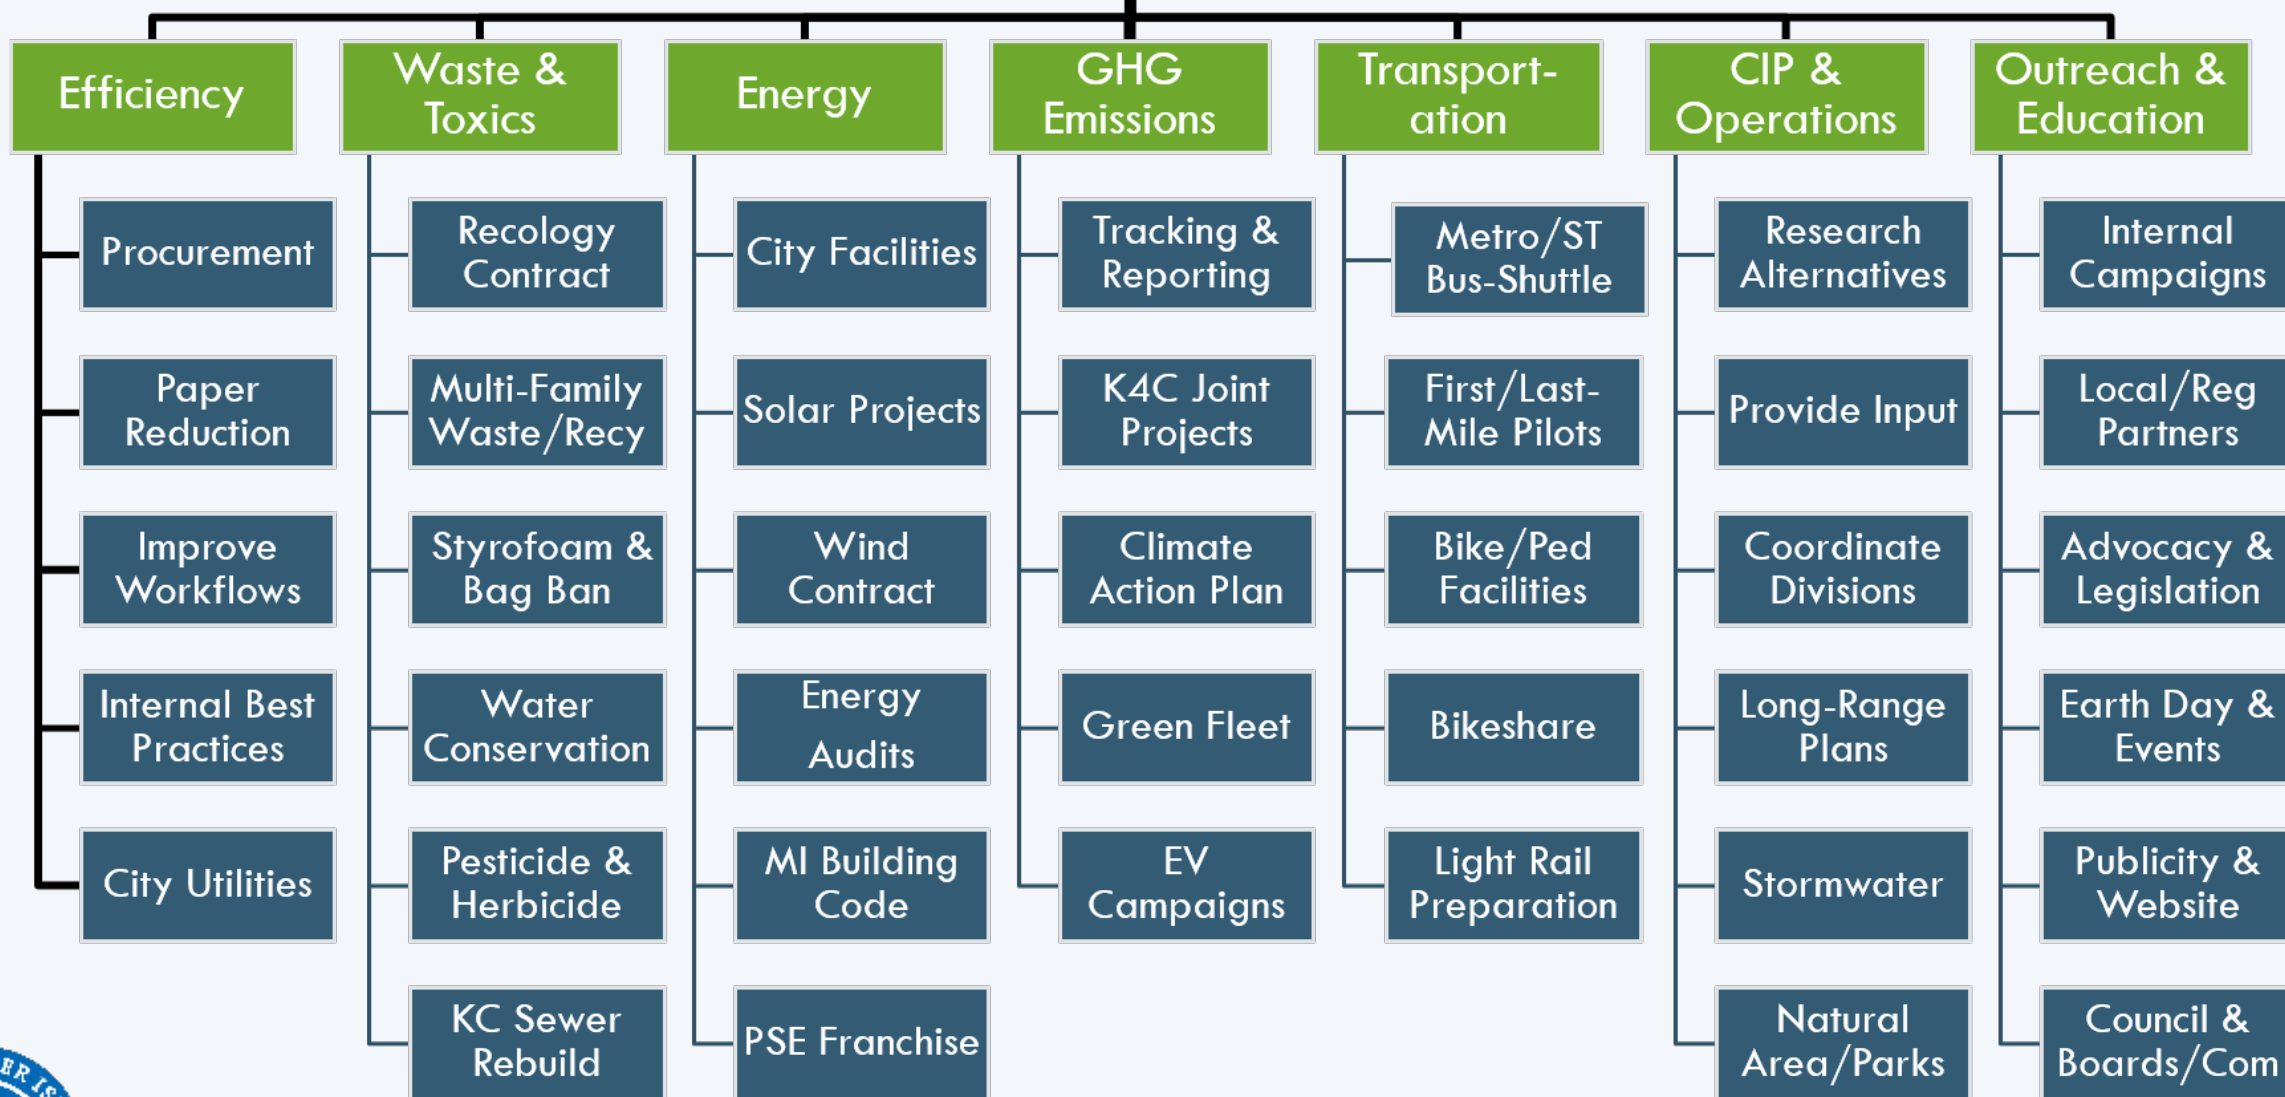 Efficiency
Procurement
Paper
Reduction
Improve
Workflows
Internal Best
Practices
City Utilities
Waste &
Toxics
Recology
Contract
Multi-Family
Waste/Recy
Styrofoam &
Bag Ban
Water
Conservation
Pesticide &
Herbicide
KC Sewer
Rebuild
Energy
City Facilities
Solar Projects
Wind
Contract
Energy
Audits
MI Building
Code
PSE Franchise
GHG
Emissions
Tracking &
Reporting
K4C Joint
Projects
Climate
Action Plan
Green Fleet
EV
Campaigns
Transport-
ation
Metro/ST
Bus-Shuttle
First/Last-
Mile Pilots
Bike/Ped
Facilities
Bikeshare
Light Rail
Preparation
CIP &
Operations
Research
Alternatives
Provide Input
Coordinate
Divisions
Long-Range
Plans
Stormwater
Natural
Area/Parks
Outreach &
Education
Internal
Campaigns
Local/Reg
Partners
Advocacy &
Legislation
Earth Day &
Events
Publicity &
Website
Council &
Boards/Com